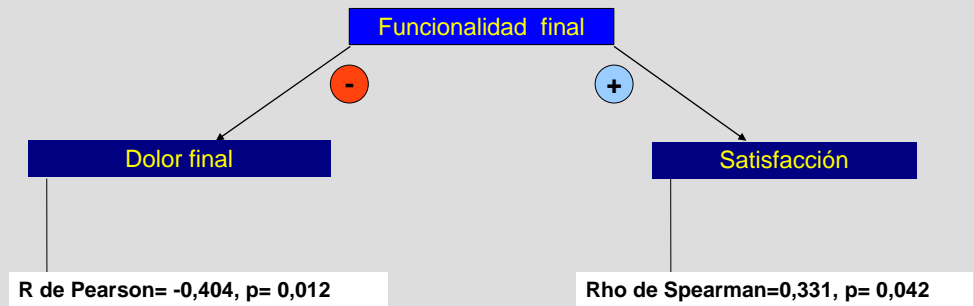 Funcionalidad  final
-
+
Dolor final
Satisfacción
R de Pearson= -0,404, p= 0,012
Rho de Spearman=0,331, p= 0,042